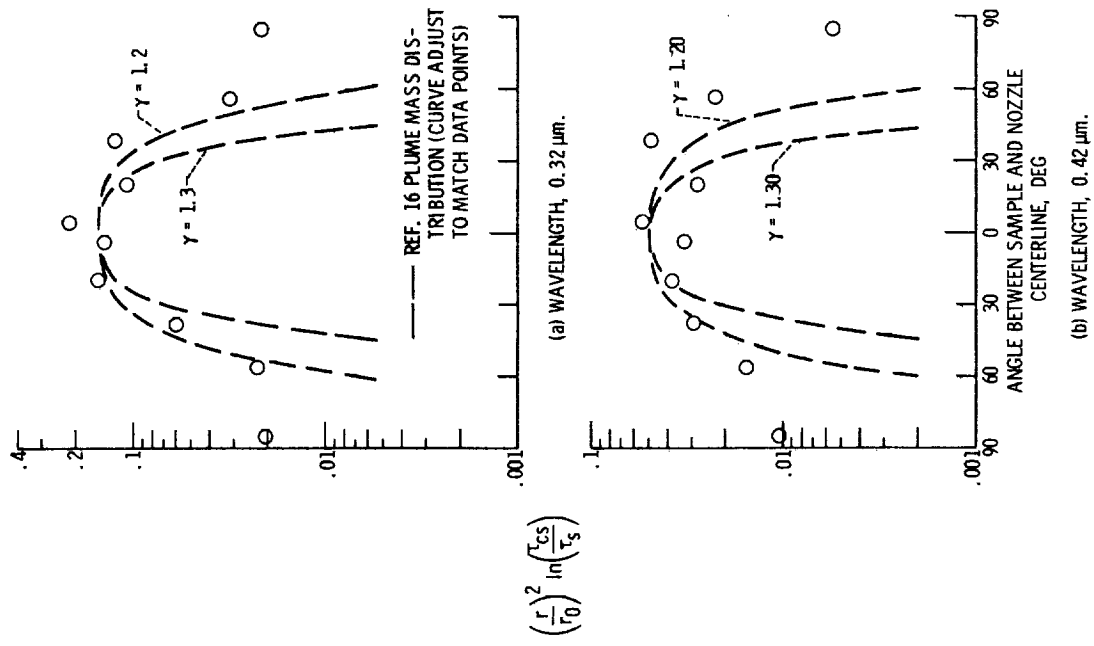 .4
.2
.1
.01
.001
γ = 1.2
γ = 1.3
REF. 16 PLUME MASS DIS-
TRIBUTION (CURVE ADJUST
TO MATCH DATA POINTS)
(a) WAVELENGTH, 0.32 μm.
(r/r0)2 ln(τcs/τs)
.1
.01
.001
γ = 1.20
γ = 1.30
90 60 30 0 30 60 90
ANGLE BETWEEN SAMPLE AND NOZZLE
CENTERLINE, DEG
(b) WAVELENGTH, 0.42 μm.